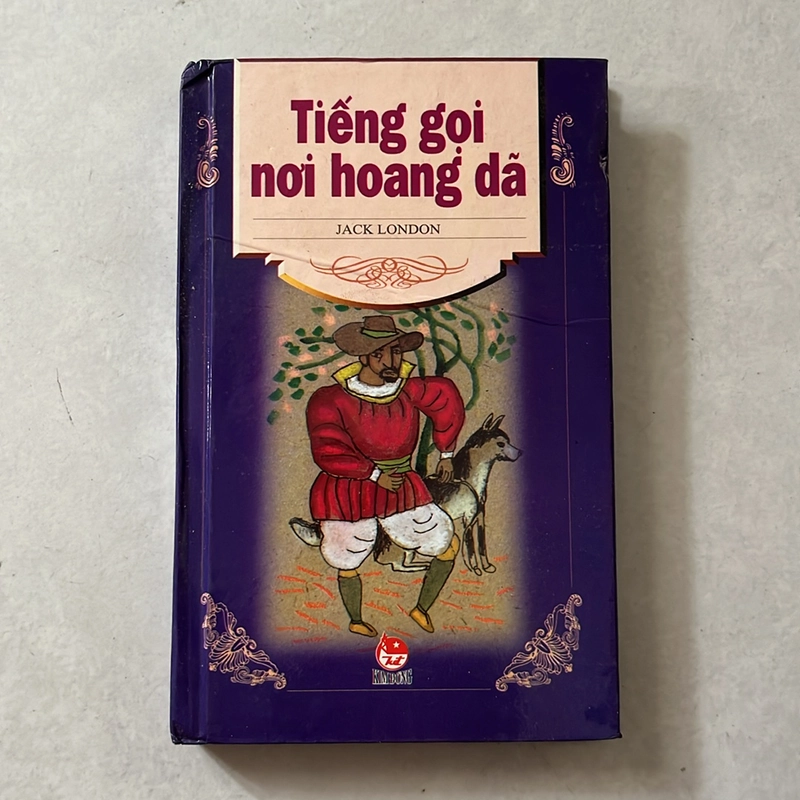 Tiếng gọi
nơi hoang dã
JACK LONDON
KIM ĐỒNG